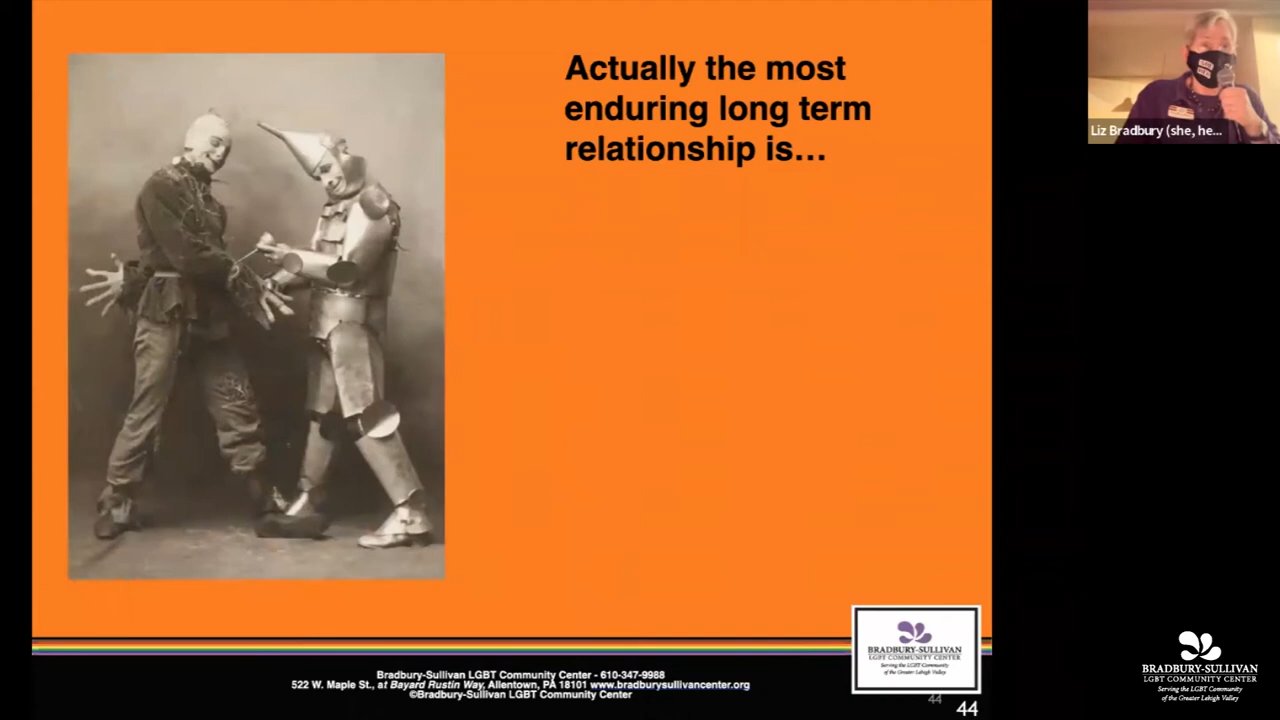 Actually the most
enduring long term
relationship is...
Liz Bradbury (she, he...
BRADBURY-SULLIVAN
LGBT COMMUNITY CENTER
Serving the LGBT Community
of the Greater Lehigh Valley
Bradbury-Sullivan LGBT Community Center - 610-347-9988
522 W. Maple St., at Bayard Rustin Way, Allentown, PA 18101 www.bradburysullivancenter.org
©Bradbury-Sullivan LGBT Community Center
44
44
BRADBURY-SULLIVAN
LGBT COMMUNITY CENTER
Serving the LGBT Community
of the Greater Lehigh Valley